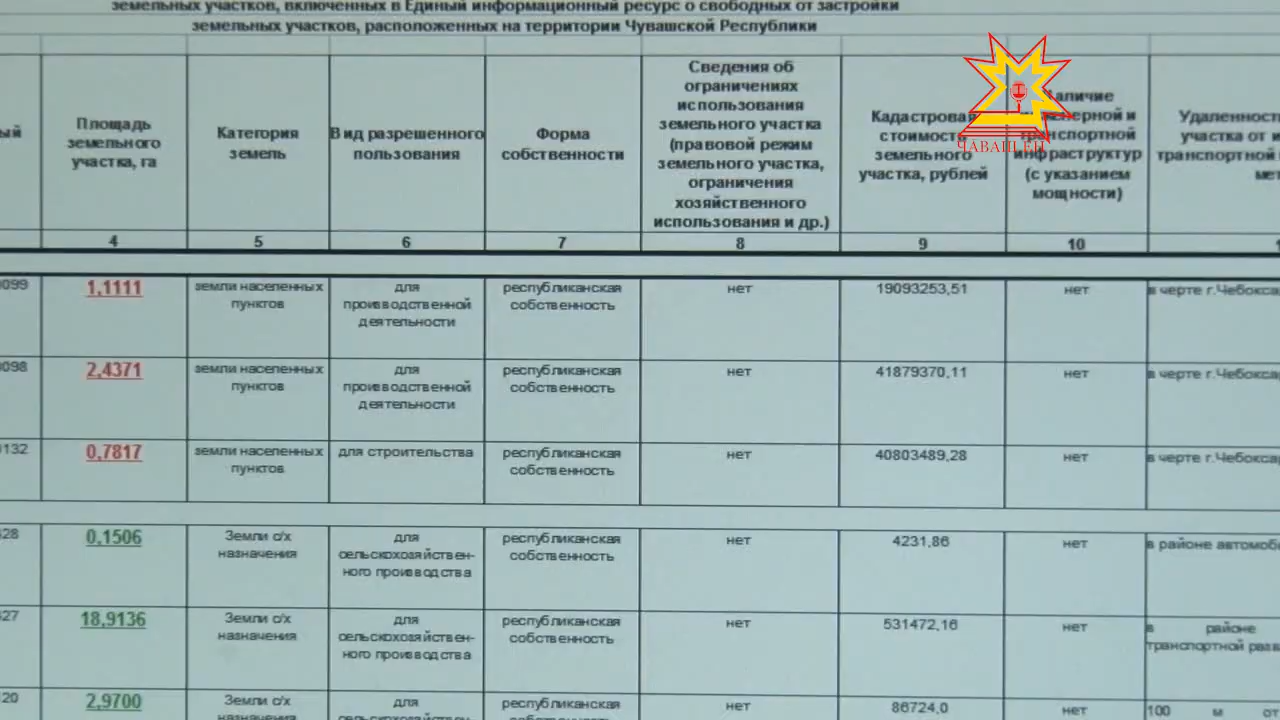 земельных участков, включенных в Единый информационный ресурс о свободных от застройки
земельных участков, расположенных на территории Чувашской Республики
Площадь земельного участка, га
Категория земель
Вид разрешенного пользования
Форма собственности
Сведения об ограничениях использования земельного участка (правовой режим земельного участка, ограничения хозяйственного использования и др.)
Кадастровая стоимость земельного участка, рублей
Наличие инженерной и транспортной инфраструктур (с указанием мощности)
участка от
транспортной
ЧĂВАШ ЕН
4 5 6 7 8 9 10
1,1111 земли населенных пунктов для производственной деятельности республиканская собственность нет 19093253,51 нет в черте г.Чебокса
2,4371 земли населенных пунктов для производственной деятельности республиканская собственность нет 41879370,11 нет в черте г.Чебокса
0,7817 земли населенных пунктов для строительства республиканская собственность нет 40803489,28 нет в черте г.Чебокса
0,1506 Земли с/х назначения для сельскохозяйствен-ного производства республиканская собственность нет 4231,86 нет в районе автомоб
18,9136 Земли с/х назначения для сельскохозяйствен-ного производства республиканская собственность нет 531472,16 нет в районе транспортной разв
2,9700 Земли с/х назначения для республиканская собственность нет 86724,0 нет 100 м от